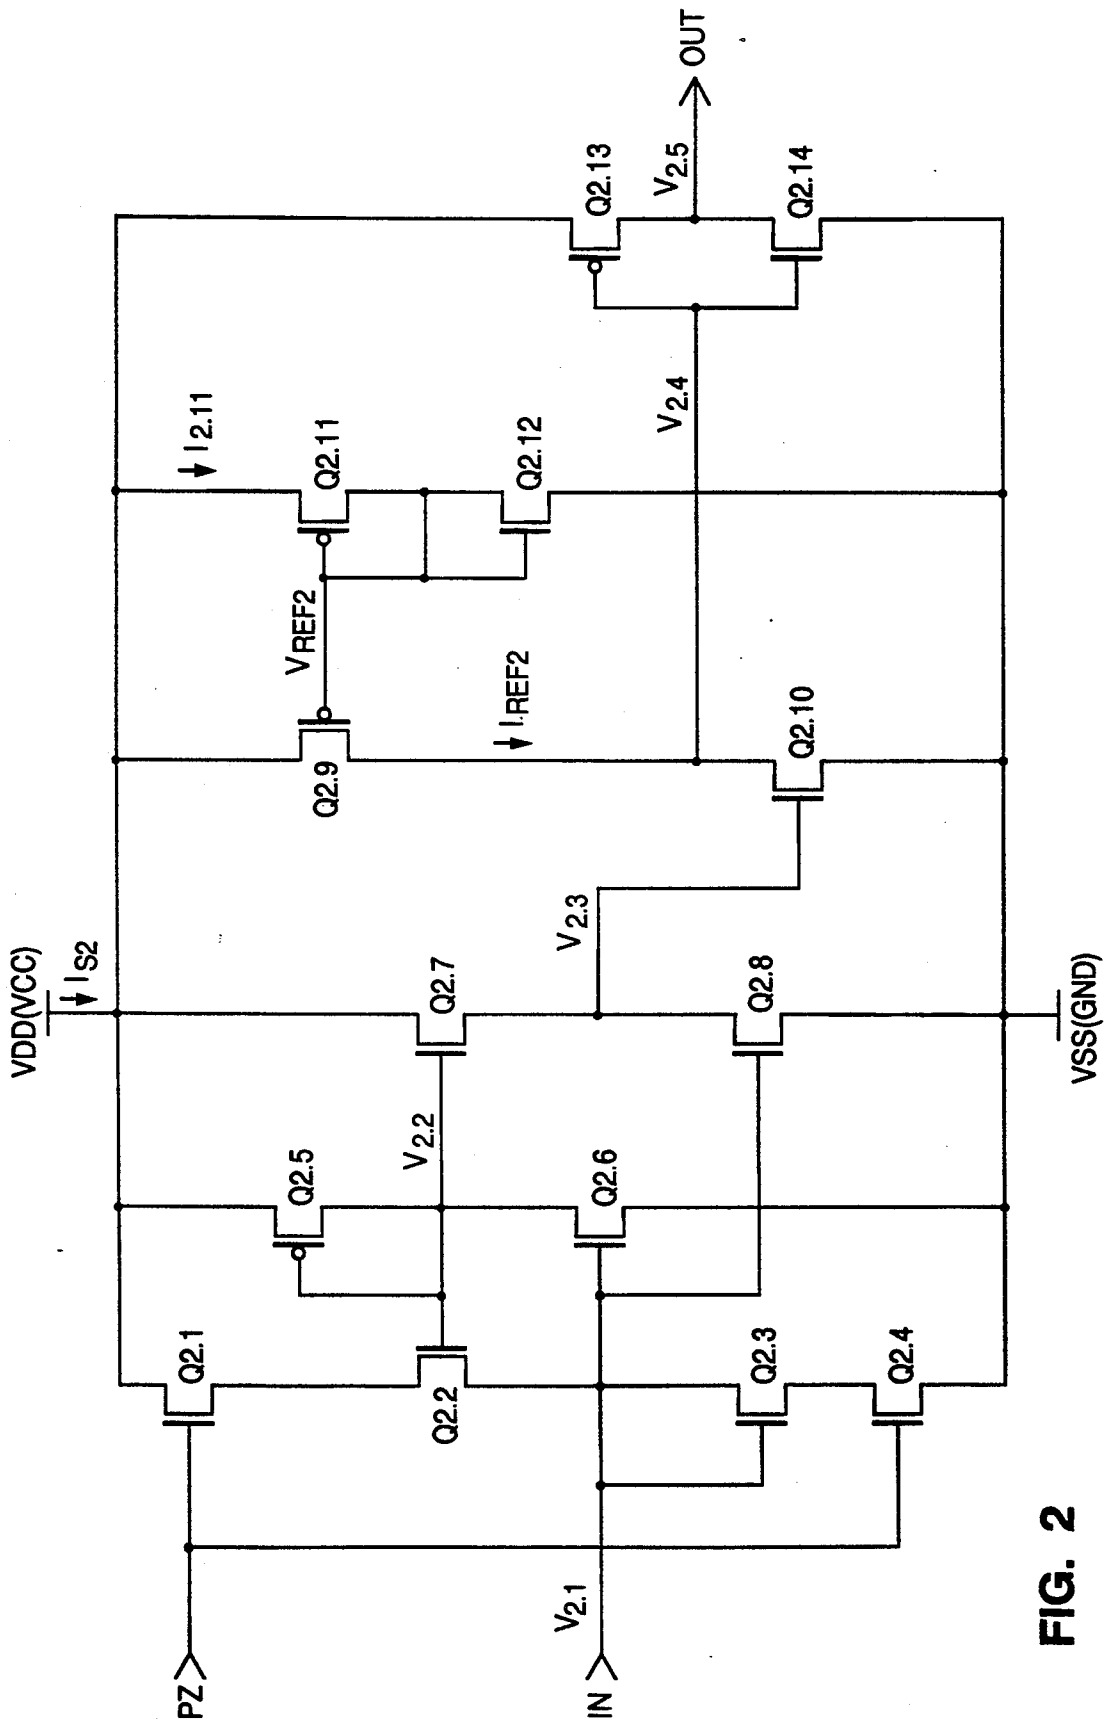 VDD(VCC)
I S2
PZ
IN
V2.1
Q2.1
Q2.2
Q2.3
Q2.4
Q2.5
Q2.6
V2.2
Q2.7
Q2.8
V2.3
Q2.9
Q2.10
IREF2
VREF2
I2.11
Q2.11
Q2.12
V2.4
Q2.13
Q2.14
V2.5
OUT
VSS(GND)
FIG. 2